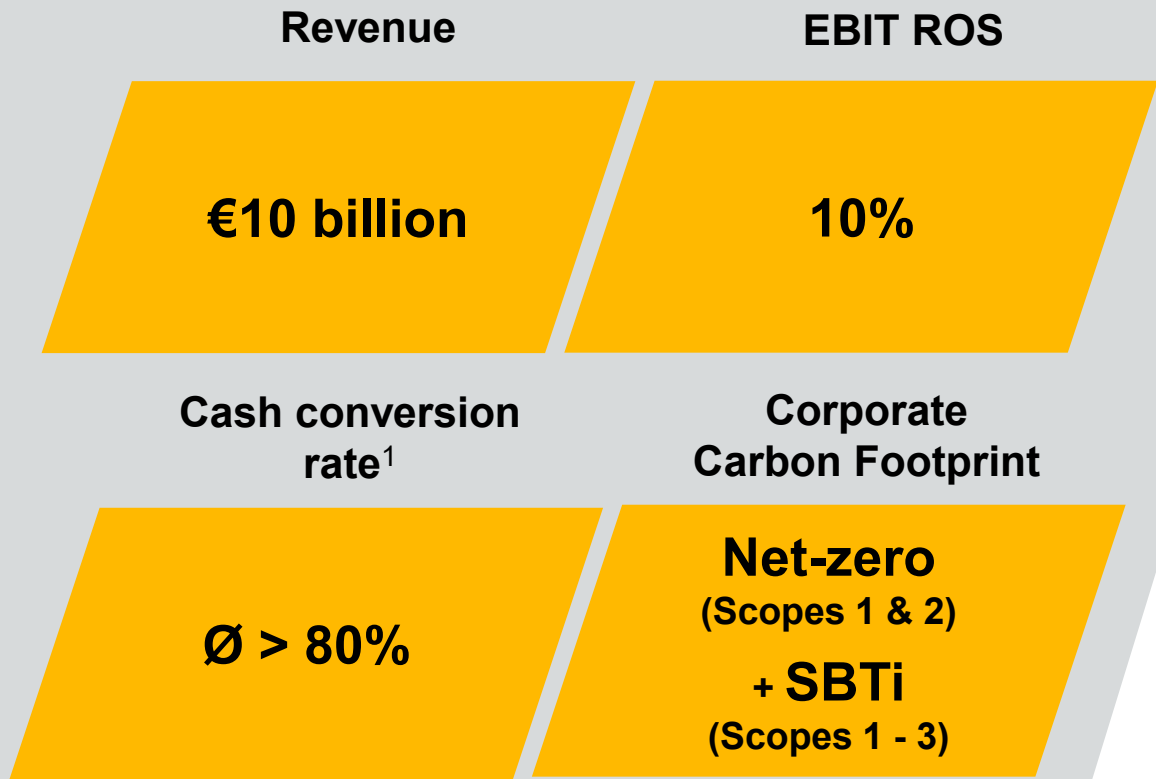 Revenue
EBIT ROS
€10 billion
10%
Cash conversion
rate¹
Corporate
Carbon Footprint
Ø > 80%
Net-zero
(Scopes 1 & 2)
+ SBTi
(Scopes 1 - 3)